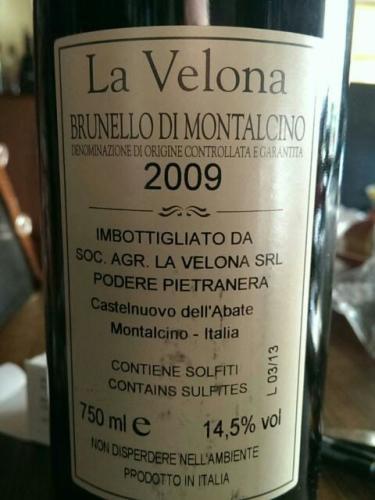 La Velona
BRUNELLO DI MONTALCINO
DENOMINAZIONE DI ORIGINE CONTROLLATA E GARANTITA
2009
IMBOTTIGLIATO DA
SOC. AGR. LA VELONA SRL
PODERE PIETRANERA
Castelnuovo dell'Abate
Montalcino - Italia
CONTIENE SOLFITI
CONTAINS SULFITES
L 03/13
750 ml e 14,5% vol
NON DISPERDERE NELL'AMBIENTE
PRODOTTO IN ITALIA